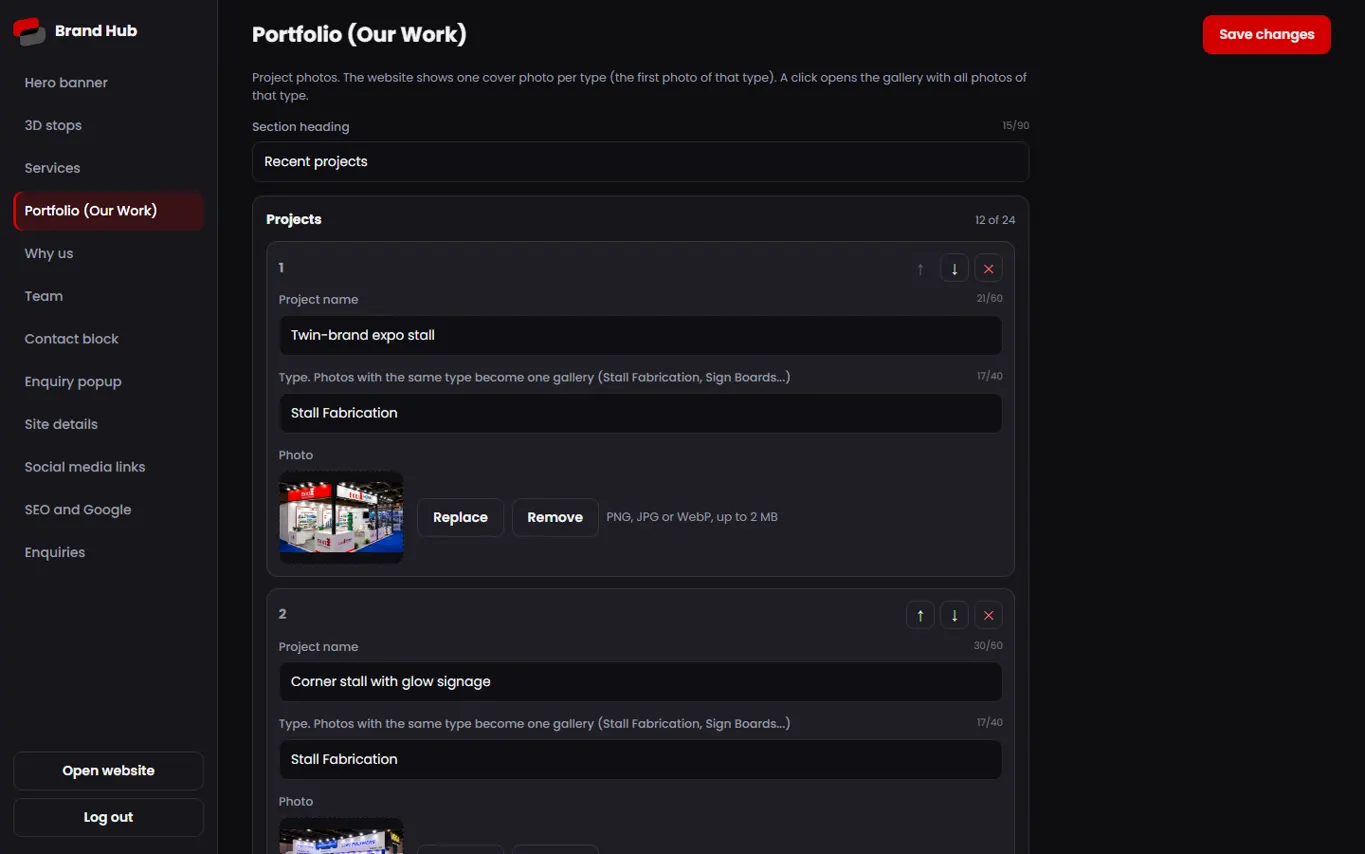 Brand Hub
Hero banner
3D stops
Services
Portfolio (Our Work)
Why us
Team
Contact block
Enquiry popup
Site details
Social media links
SEO and Google
Enquiries
Open website
Log out
Portfolio (Our Work)
Save changes
Project photos. The website shows one cover photo per type (the first photo of that type). A click opens the gallery with all photos of
that type.
Section heading 15/90
Recent projects
Projects 12 of 24
1 ↑ ↓ ×
Project name 21/60
Twin-brand expo stall
Type. Photos with the same type become one gallery (Stall Fabrication, Sign Boards...) 17/40
Stall Fabrication
Photo
Replace Remove PNG, JPG or WebP, up to 2 MB
2 ↑ ↓ ×
Project name 30/60
Corner stall with glow signage
Type. Photos with the same type become one gallery (Stall Fabrication, Sign Boards...) 17/40
Stall Fabrication
Photo